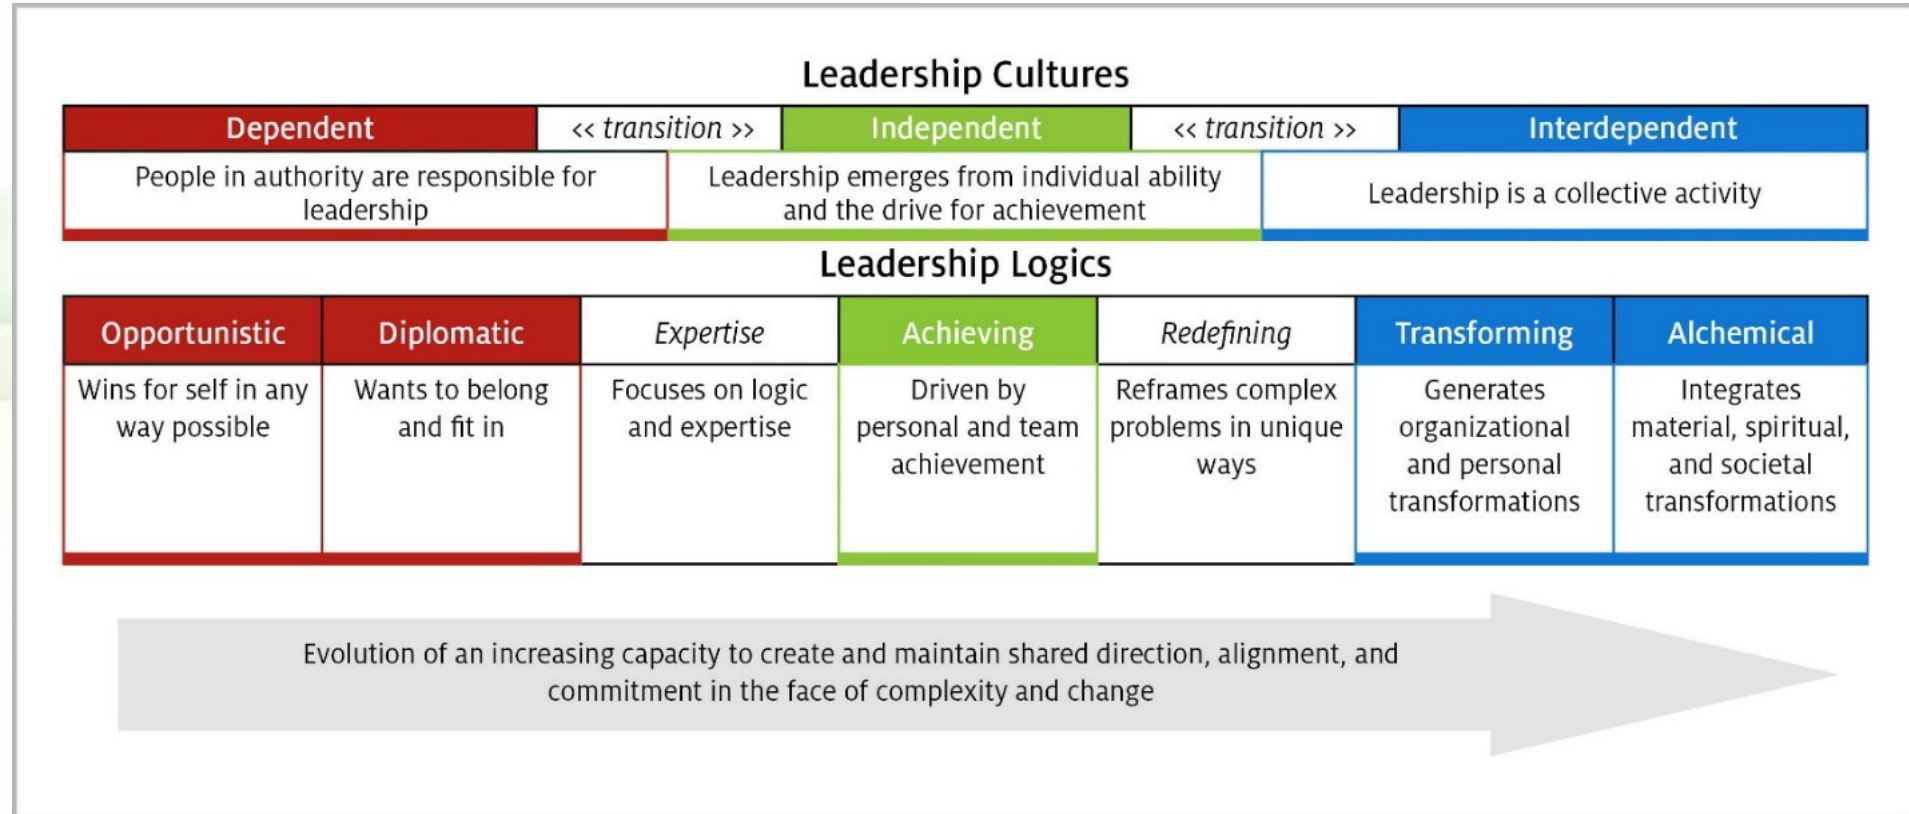 Leadership Cultures
Dependent << transition >> Independent << transition >> Interdependent
People in authority are responsible for
leadership
Leadership emerges from individual ability
and the drive for achievement
Leadership is a collective activity
Leadership Logics
Opportunistic Diplomatic Expertise Achieving Redefining Transforming Alchemical
Wins for self in any
way possible
Wants to belong
and fit in
Focuses on logic
and expertise
Driven by
personal and team
achievement
Reframes complex
problems in unique
ways
Generates
organizational
and personal
transformations
Integrates
material, spiritual,
and societal
transformations
Evolution of an increasing capacity to create and maintain shared direction, alignment, and
commitment in the face of complexity and change